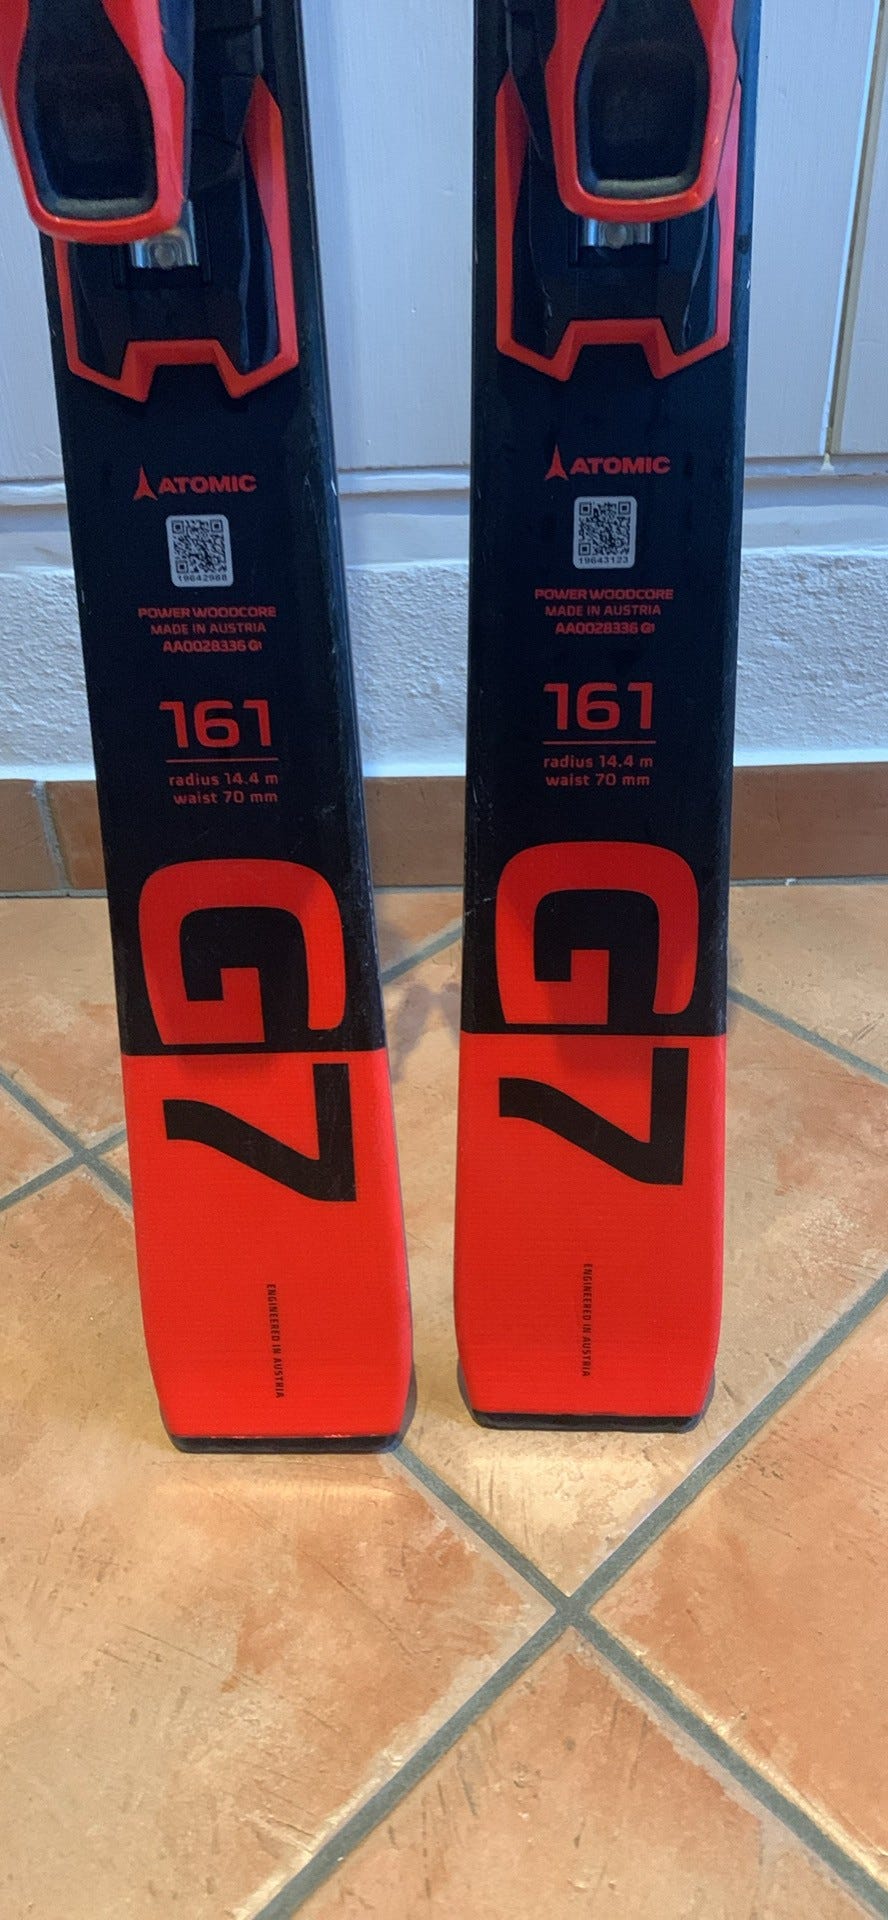 ATOMIC
19642988
POWER WOODCORE
MADE IN AUSTRIA
AA0028336 G1
161
radius 14.4 m
waist 70 mm
G7
ENGINEERED IN AUSTRIA
ATOMIC
19643123
POWER WOODCORE
MADE IN AUSTRIA
AA0028336 G1
161
radius 14.4 m
waist 70 mm
G7
ENGINEERED IN AUSTRIA